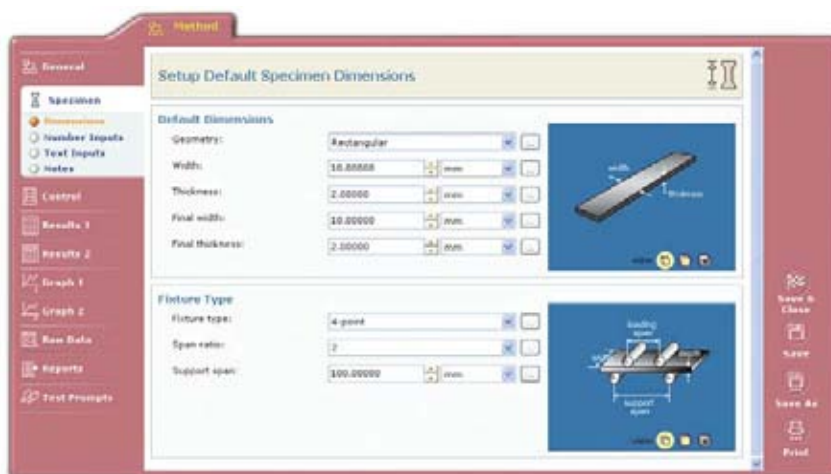 Method
General
Specimen
Dimensions
Number Inputs
Text Inputs
Notes
Control
Results 1
Results 2
Graph 1
Graph 2
Raw Data
Reports
Test Prompts
Setup Default Specimen Dimensions
Default Dimensions
Geometry: Rectangular
Width: 10.00000 mm
Thickness: 2.00000 mm
Final width: 10.00000 mm
Final thickness: 2.00000 mm
width
thickness
view
Fixture Type
Fixture type: 4-point
Span ratio: 2
Support span: 100.00000 mm
loading
span
width
support
span
view
Save &
Close
Save
Save As
Print